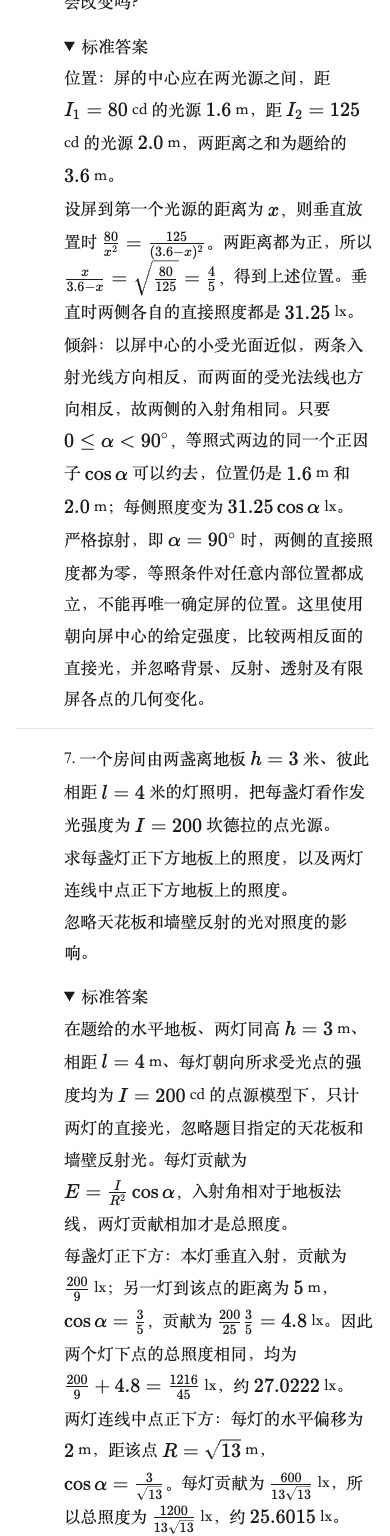 会改变吗?
▼ 标准答案
位置：屏的中心应在两光源之间，距
I₁ = 80 cd 的光源 1.6 m，距 I₂ = 125
cd 的光源 2.0 m，两距离之和为题给的
3.6 m。
设屏到第一个光源的距离为 x，则垂直放
置时 80/x² = 125/(3.6−x)²。两距离都为正，所以
x/(3.6−x) = √(80/125) = 4/5，得到上述位置。垂
直时两侧各自的直接照度都是 31.25 lx。
倾斜：以屏中心的小受光面近似，两条入
射光线方向相反，而两面的受光法线也方
向相反，故两侧的入射角相同。只要
0 ≤ α < 90°，等照式两边的同一个正因
子 cos α 可以约去，位置仍是 1.6 m 和
2.0 m；每侧照度变为 31.25 cos α lx。
严格掠射，即 α = 90° 时，两侧的直接照
度都为零，等照条件对任意内部位置都成
立，不能再唯一确定屏的位置。这里使用
朝向屏中心的给定强度，比较两相反面的
直接光，并忽略背景、反射、透射及有限
屏各点的几何变化。
7. 一个房间由两盏离地板 h = 3 米、彼此
相距 l = 4 米的灯照明，把每盏灯看作发
光强度为 I = 200 坎德拉的点光源。
求每盏灯正下方地板上的照度，以及两灯
连线中点正下方地板上的照度。
忽略天花板和墙壁反射的光对照度的影
响。
▼ 标准答案
在题给的水平地板、两灯同高 h = 3 m、
相距 l = 4 m、每灯朝向所求受光点的强
度均为 I = 200 cd 的点源模型下，只计
两灯的直接光，忽略题目指定的天花板和
墙壁反射光。每灯贡献为
E = I/R² cos α，入射角相对于地板法
线，两灯贡献相加才是总照度。
每盏灯正下方：本灯垂直入射，贡献为
200/9 lx；另一灯到该点的距离为 5 m，
cos α = 3/5，贡献为 200/25 3/5 = 4.8 lx。因此
两个灯下点的总照度相同，均为
200/9 + 4.8 = 1216/45 lx，约 27.0222 lx。
两灯连线中点正下方：每灯的水平偏移为
2 m，距该点 R = √13 m，
cos α = 3/√13。每灯贡献为 600/(13√13) lx，所
以总照度为 1200/(13√13) lx，约 25.6015 lx。